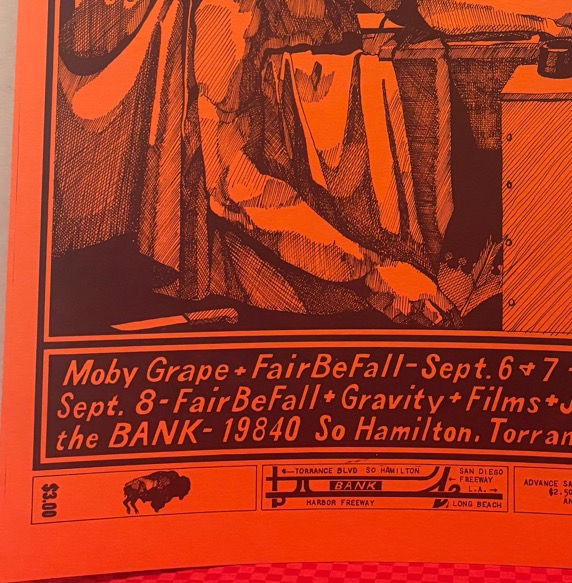 Moby Grape + FairBeFall - Sept. 6 & 7 -
Sept. 8 - FairBeFall + Gravity + Films + J
the BANK - 19840 So Hamilton. Torran
$3.00
←TORRANCE BLVD SO HAMILTON
SAN DIEGO
← FREEWAY
BANK
L.A. →
HARBOR FREEWAY
LONG BEACH
ADVANCE SA
$2.50
AN